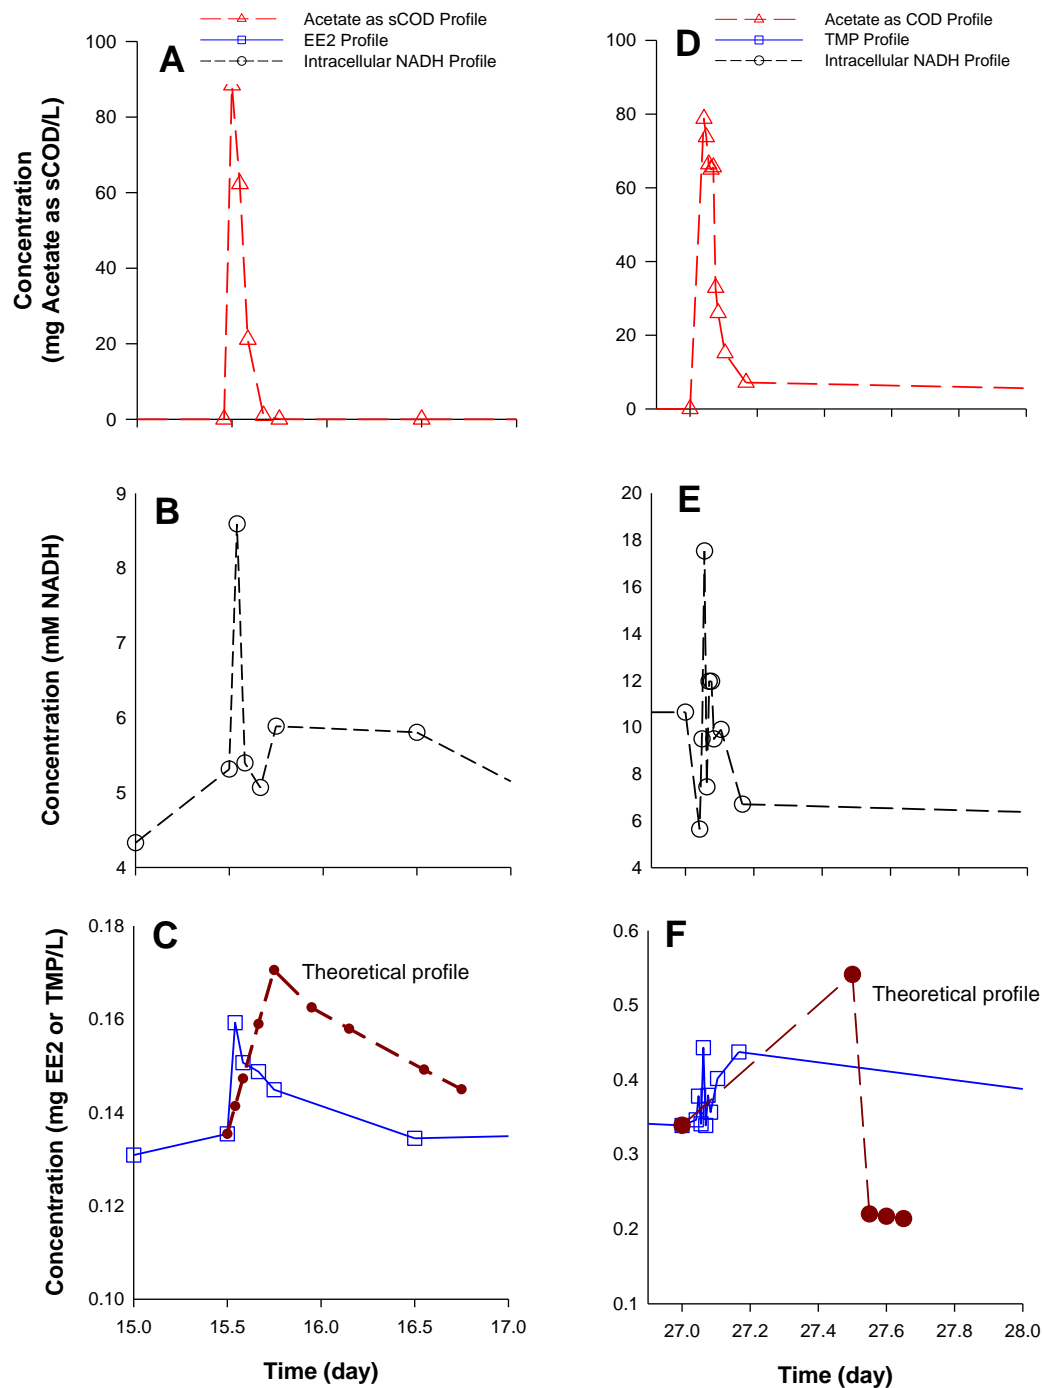 Acetate as sCOD Profile
EE2 Profile
Intracellular NADH Profile
Acetate as COD Profile
TMP Profile
Intracellular NADH Profile
A
100
80
60
40
20
0
Concentration
(mg Acetate as sCOD/L)
D
100
80
60
40
20
0
B
9
8
7
6
5
4
Concentration (mM NADH)
E
20
18
16
14
12
10
8
6
4
C
0.18
0.16
0.14
0.12
0.10
Theoretical profile
Concentration (mg EE2 or TMP/L)
15.0 15.5 16.0 16.5 17.0
Time (day)
F
0.6
0.5
0.4
0.3
0.2
0.1
Theoretical profile
27.0 27.2 27.4 27.6 27.8 28.0
Time (day)